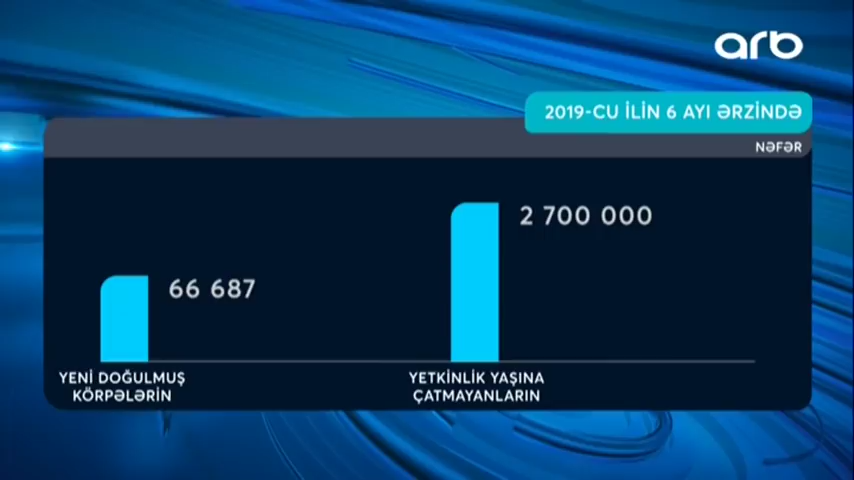 arb
2019-CU İLİN 6 AYI ƏRZİNDƏ
NƏFƏR
2 700 000
66 687
YENİ DOĞULMUŞ
KÖRPƏLƏRİN
YETKİNLİK YAŞINA
ÇATMAYANLARIN